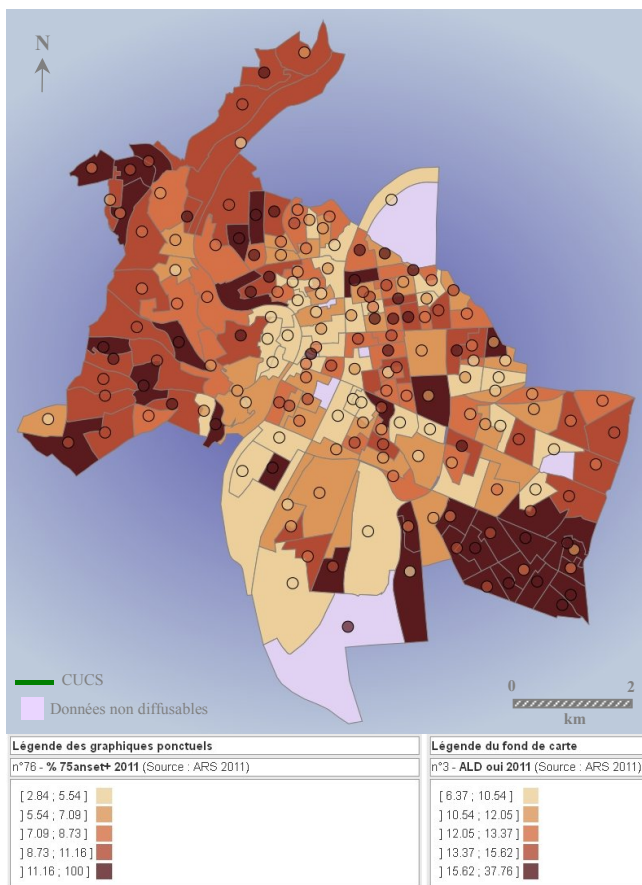 N
CUCS
Données non diffusables
0 2
km
Légende des graphiques ponctuels
n°76 - % 75anset+ 2011 (Source : ARS 2011)
[ 2.84 ; 5.54 ]
] 5.54 ; 7.09 ]
] 7.09 ; 8.73 ]
] 8.73 ; 11.16 ]
] 11.16 ; 100 ]
Légende du fond de carte
n°3 - ALD oui 2011 (Source : ARS 2011)
[ 6.37 ; 10.54 ]
] 10.54 ; 12.05 ]
] 12.05 ; 13.37 ]
] 13.37 ; 15.62 ]
] 15.62 ; 37.76 ]